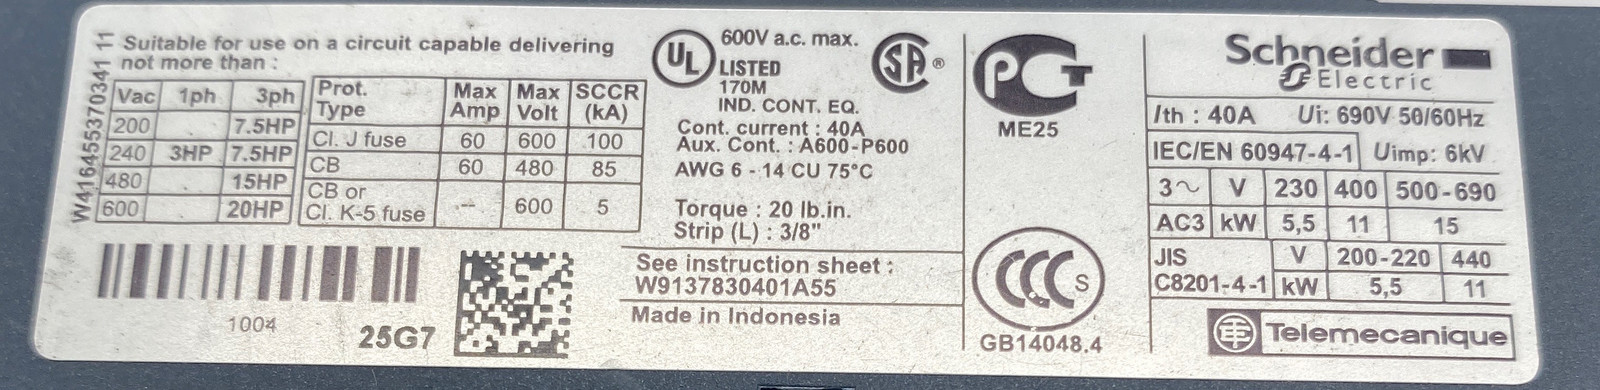 W41645537034​1 11
Suitable for use on a circuit capable delivering
not more than :
Vac 1ph 3ph
200 7.5HP
240 3HP 7.5HP
480 15HP
600 20HP
Prot. Type Max Amp Max Volt SCCR (kA)
Cl. J fuse 60 600 100
CB 60 480 85
CB or
Cl. K-5 fuse -- 600 5
1004
25G7
UL
600V a.c. max.
LISTED
170M
IND. CONT. EQ.
SA ®
Cont. current : 40A
Aux. Cont. : A600-P600
AWG 6 - 14 CU 75°C
Torque : 20 lb.in.
Strip (L) : 3/8"
See instruction sheet :
W9137830401A55
Made in Indonesia
PCT
ME25
CCC S
GB14048.4
Schneider
Electric
Ith : 40A Ui: 690V 50/60Hz
IEC/EN 60947-4-1 Uimp: 6kV
3~ V 230 400 500-690
AC3 kW 5,5 11 15
JIS V 200-220 440
C8201-4-1 kW 5,5 11
Telemecanique